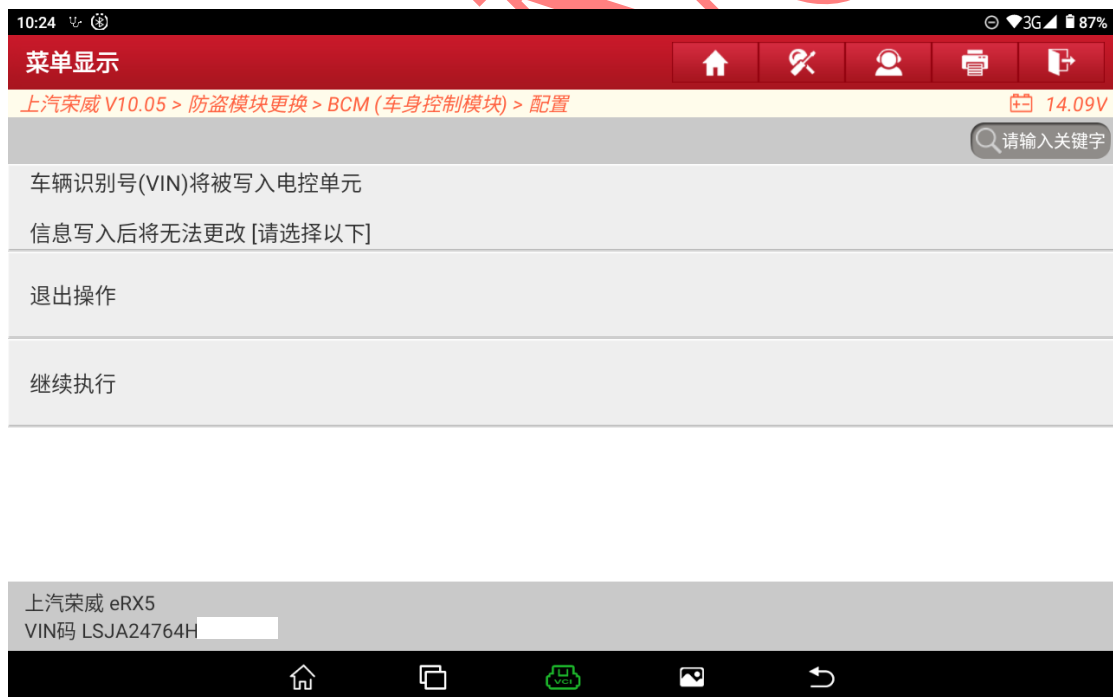 10:24
3G 87%
菜单显示
上汽荣威 V10.05 > 防盗模块更换 > BCM (车身控制模块) > 配置
14.09V
请输入关键字
车辆识别号(VIN)将被写入电控单元
信息写入后将无法更改 [请选择以下]
退出操作
继续执行
上汽荣威 eRX5
VIN码 LSJA24764H
VCI